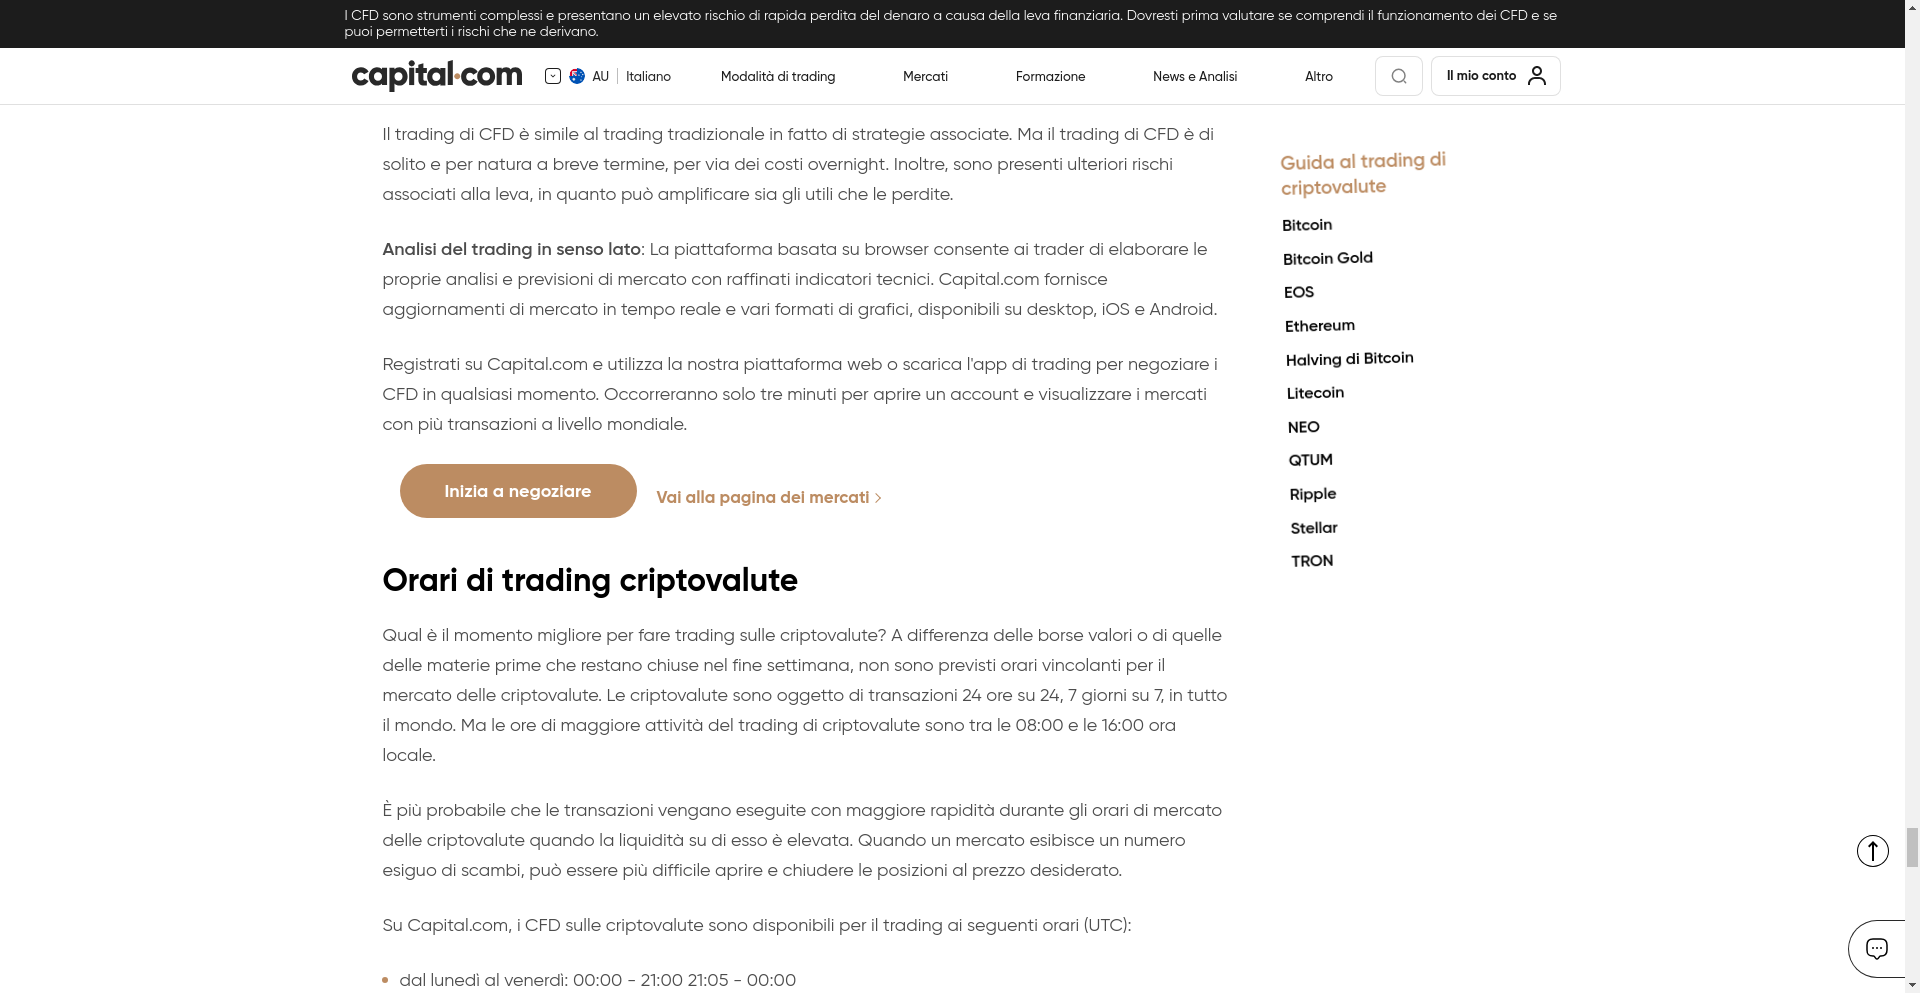 I CFD sono strumenti complessi e presentano un elevato rischio di rapida perdita del denaro a causa della leva finanziaria. Dovresti prima valutare se comprendi il funzionamento dei CFD e se
puoi permetterti i rischi che ne derivano.
capital.com
AU | Italiano
Modalità di trading
Mercati
Formazione
News e Analisi
Altro
Il mio conto
Il trading di CFD è simile al trading tradizionale in fatto di strategie associate. Ma il trading di CFD è di
solito e per natura a breve termine, per via dei costi overnight. Inoltre, sono presenti ulteriori rischi
associati alla leva, in quanto può amplificare sia gli utili che le perdite.
Analisi del trading in senso lato: La piattaforma basata su browser consente ai trader di elaborare le
proprie analisi e previsioni di mercato con raffinati indicatori tecnici. Capital.com fornisce
aggiornamenti di mercato in tempo reale e vari formati di grafici, disponibili su desktop, iOS e Android.
Registrati su Capital.com e utilizza la nostra piattaforma web o scarica l'app di trading per negoziare i
CFD in qualsiasi momento. Occorreranno solo tre minuti per aprire un account e visualizzare i mercati
con più transazioni a livello mondiale.
Inizia a negoziare
Vai alla pagina dei mercati
Orari di trading criptovalute
Qual è il momento migliore per fare trading sulle criptovalute? A differenza delle borse valori o di quelle
delle materie prime che restano chiuse nel fine settimana, non sono previsti orari vincolanti per il
mercato delle criptovalute. Le criptovalute sono oggetto di transazioni 24 ore su 24, 7 giorni su 7, in tutto
il mondo. Ma le ore di maggiore attività del trading di criptovalute sono tra le 08:00 e le 16:00 ora
locale.
È più probabile che le transazioni vengano eseguite con maggiore rapidità durante gli orari di mercato
delle criptovalute quando la liquidità su di esso è elevata. Quando un mercato esibisce un numero
esiguo di scambi, può essere più difficile aprire e chiudere le posizioni al prezzo desiderato.
Su Capital.com, i CFD sulle criptovalute sono disponibili per il trading ai seguenti orari (UTC):
dal lunedì al venerdì: 00:00 - 21:00 21:05 - 00:00
Guida al trading di
criptovalute
Bitcoin
Bitcoin Gold
EOS
Ethereum
Halving di Bitcoin
Litecoin
NEO
QTUM
Ripple
Stellar
TRON